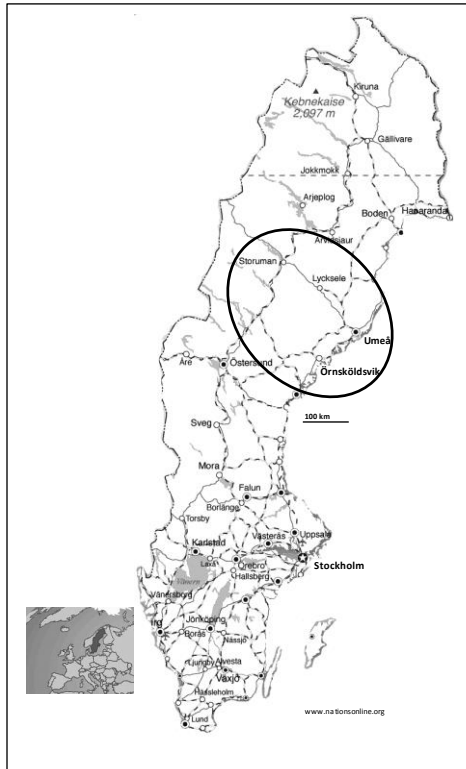 Kiruna
Kebnekaise
2,097 m
Gällivare
Jokkmokk
Arjeplog
Boden
Haparanda
Arvidsjaur
Storuman
Lycksele
Umeå
Örnsköldsvik
Åre
Östersund
100 km
Sveg
Mora
Falun
Borlänge
Torsby
Västerås
Uppsala
Karlstad
Stockholm
Laxå
Örebro
Hallsberg
Vänern
Vänersborg
Jönköping
Borås
Nässjö
Ljungby
Alvesta
Växjö
Hässleholm
Lund
www.nationsonline.org